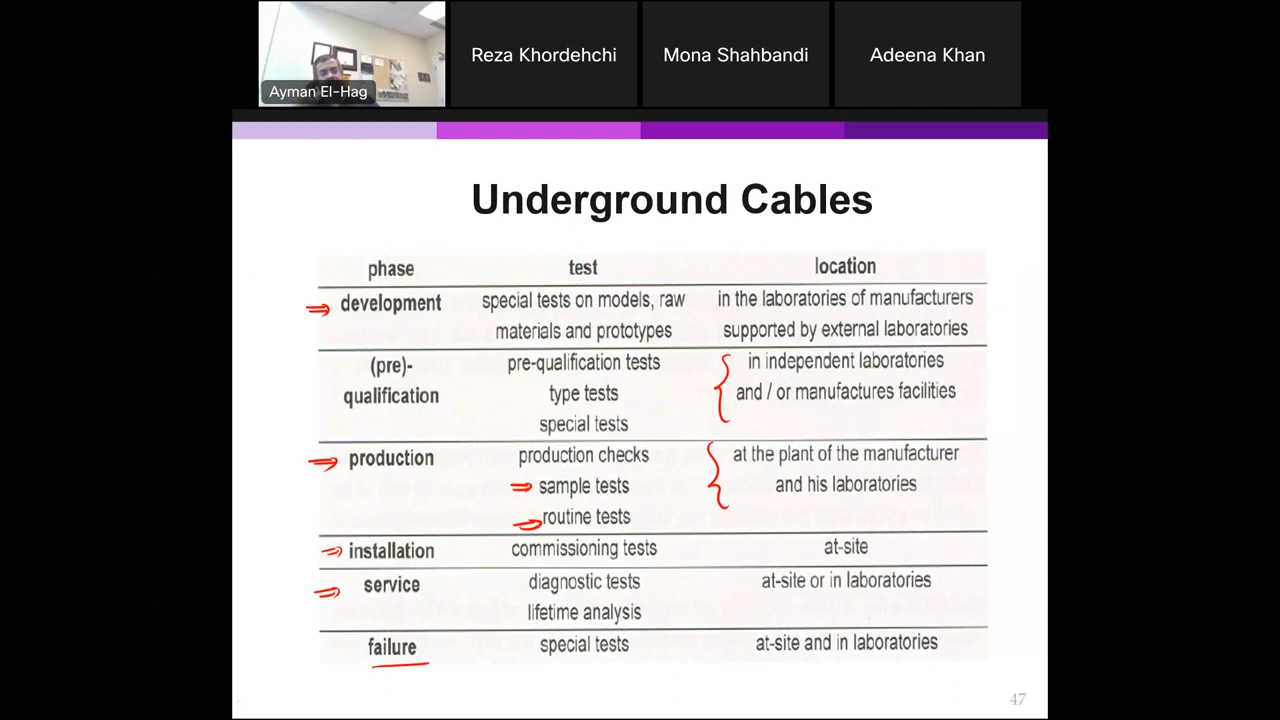 Reza Khordehchi
Mona Shahbandi
Adeena Khan
Ayman El-Hag
Underground Cables
phase test location
development special tests on models, raw in the laboratories of manufacturers
materials and prototypes supported by external laboratories
(pre)- pre-qualification tests in independent laboratories
qualification type tests and / or manufactures facilities
special tests
production production checks at the plant of the manufacturer
sample tests and his laboratories
routine tests
installation commissioning tests at-site
service diagnostic tests at-site or in laboratories
lifetime analysis
failure special tests at-site and in laboratories
47